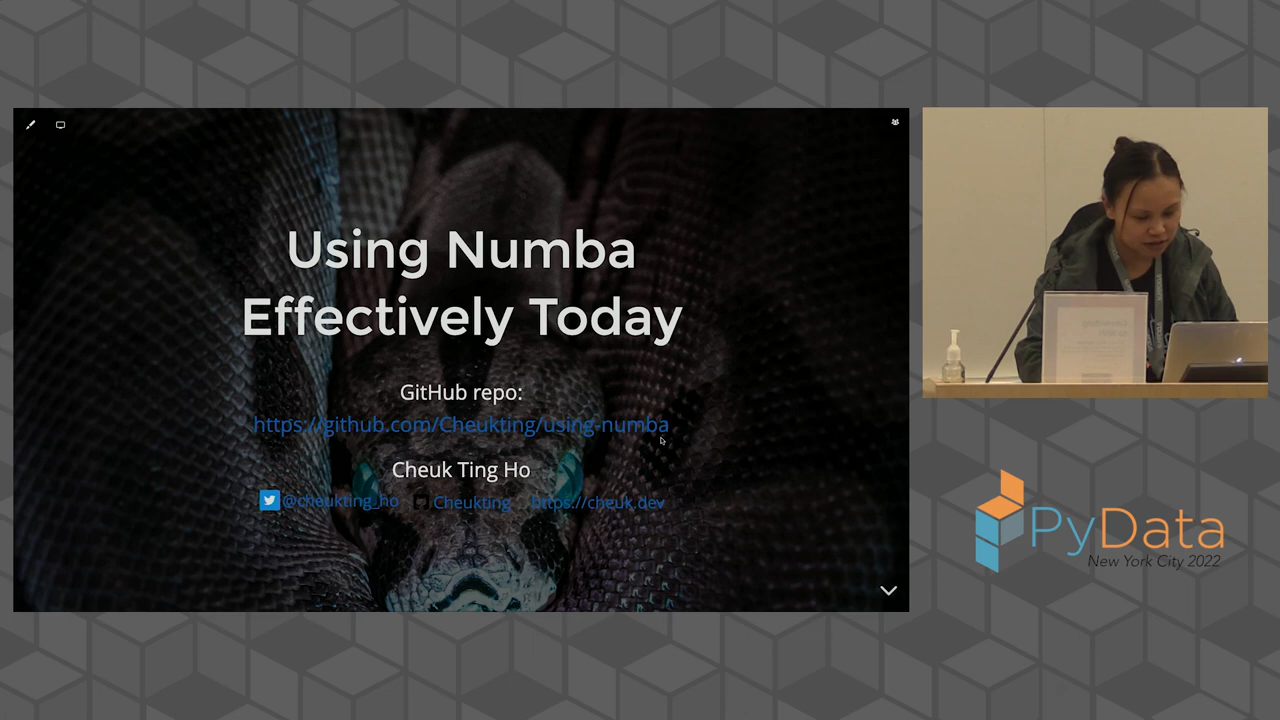 Using Numba
Effectively Today
GitHub repo:
https://github.com/Cheukting/using-numba
Cheuk Ting Ho
@cheukting_ho Cheukting https://cheuk.dev
PyData
New York City 2022